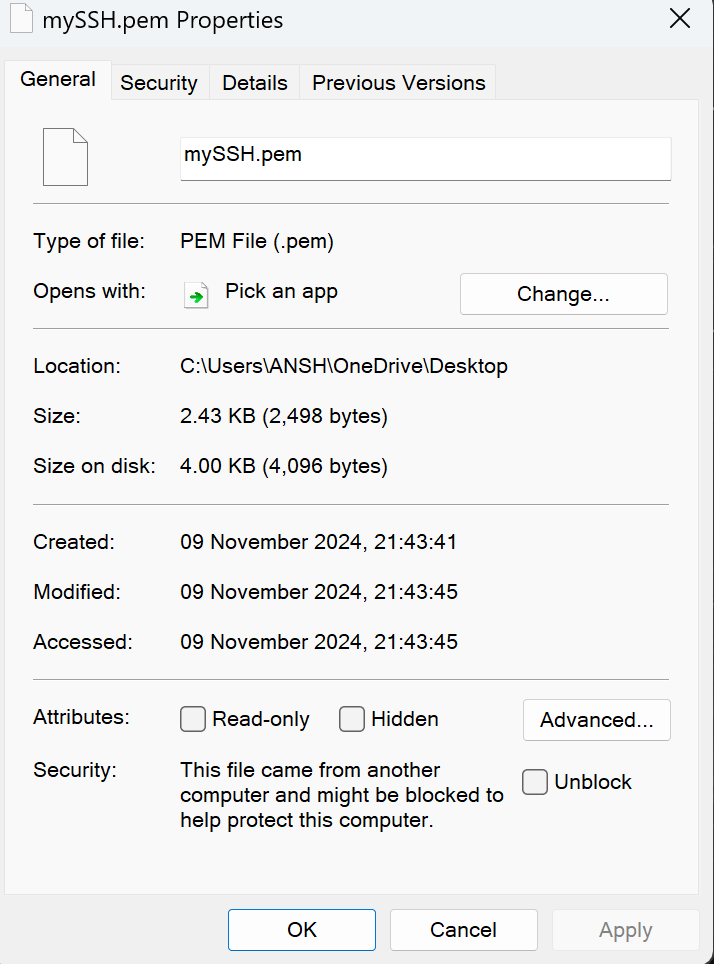 mySSH.pem Properties
General Security Details Previous Versions
mySSH.pem
Type of file: PEM File (.pem)
Opens with: Pick an app Change...
Location: C:\Users\ANSH\OneDrive\Desktop
Size: 2.43 KB (2,498 bytes)
Size on disk: 4.00 KB (4,096 bytes)
Created: 09 November 2024, 21:43:41
Modified: 09 November 2024, 21:43:45
Accessed: 09 November 2024, 21:43:45
Attributes: Read-only Hidden Advanced...
Security: This file came from another
computer and might be blocked to
help protect this computer.
Unblock
OK Cancel Apply